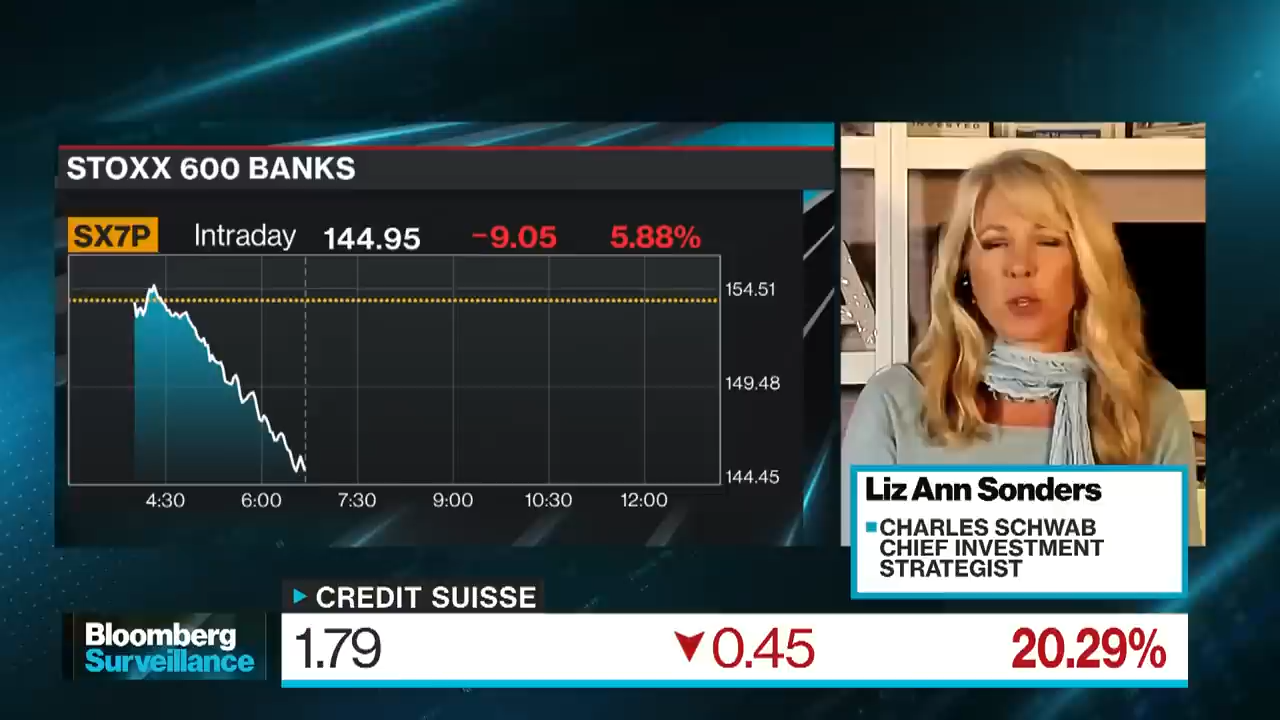 STOXX 600 BANKS
SX7P Intraday 144.95 −9.05 5.88%
154.51
149.48
144.45
4:30 6:00 7:30 9:00 10:30 12:00
INVESTED
Liz Ann Sonders
CHARLES SCHWAB
CHIEF INVESTMENT
STRATEGIST
CREDIT SUISSE
Bloomberg
Surveillance
1.79 ▼0.45 20.29%